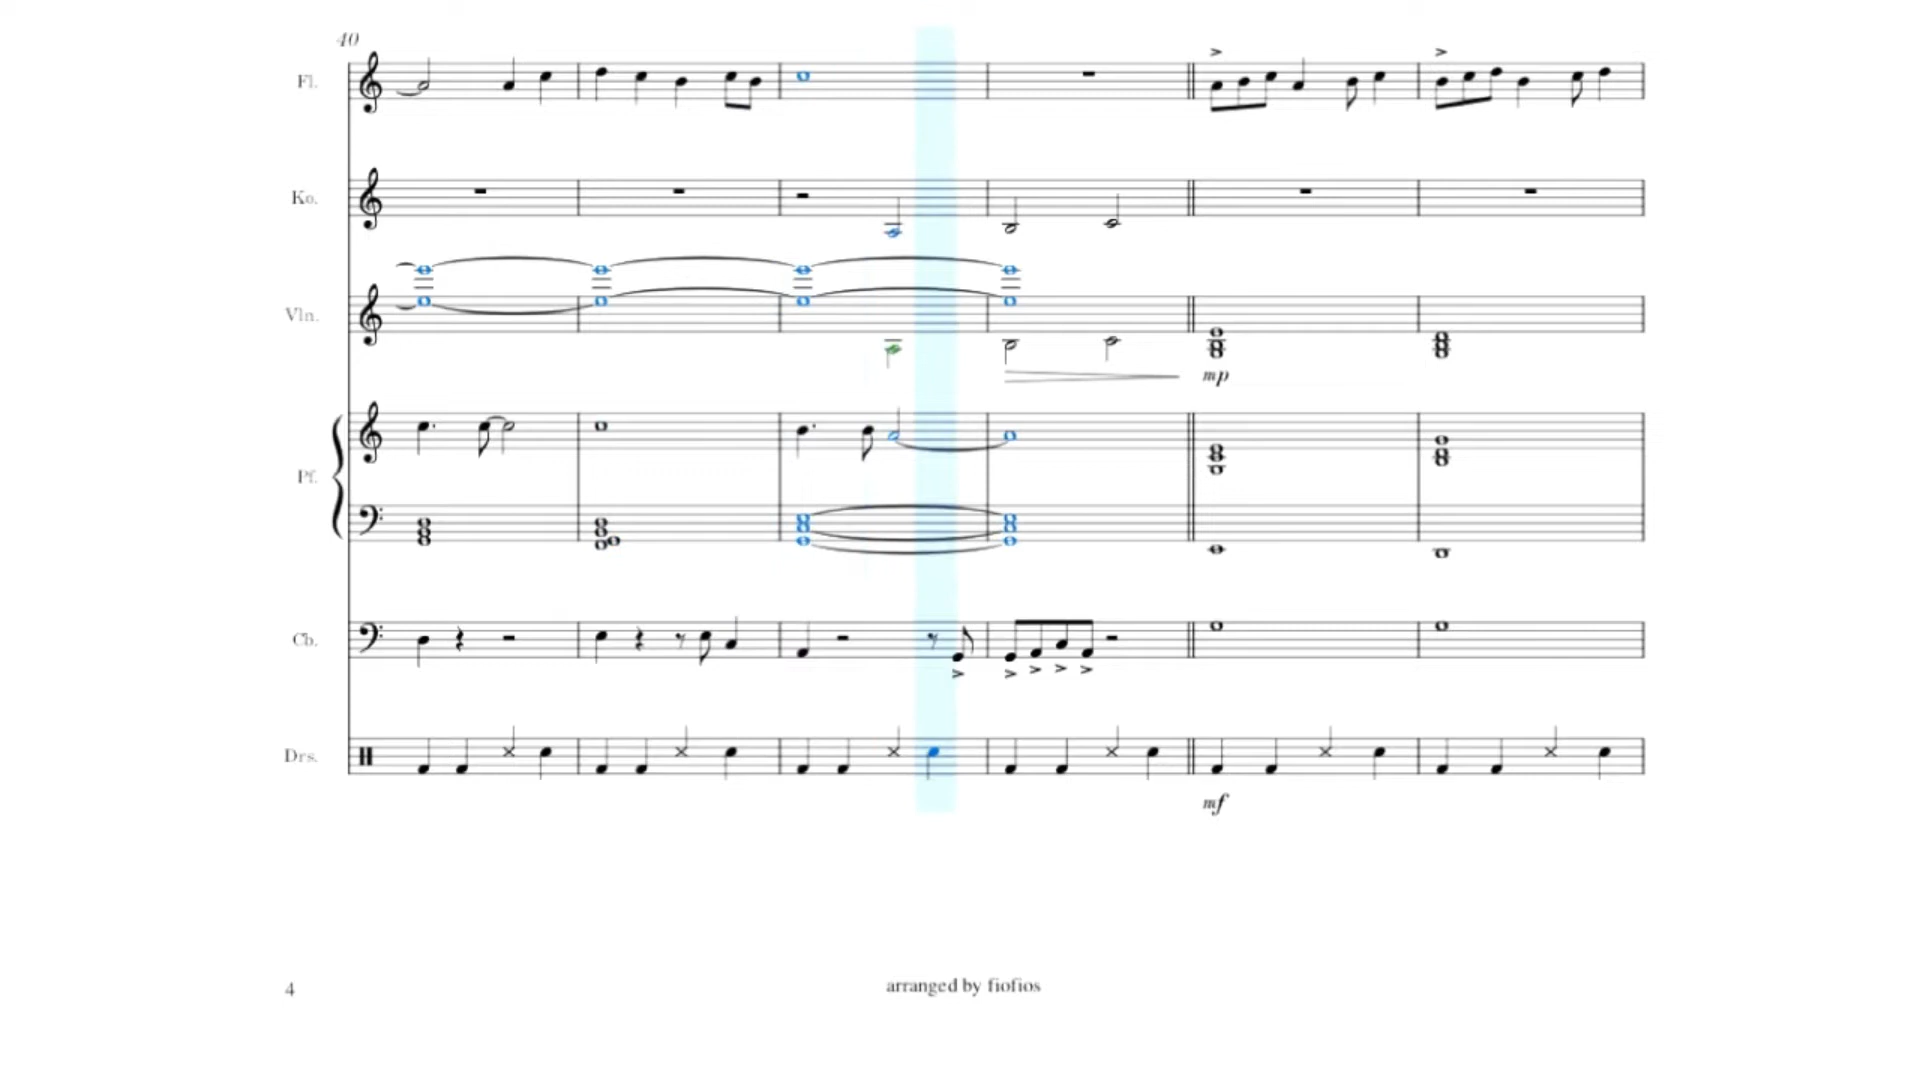 40
Fl.
Ko.
Vln.
mp
Pf.
Cb.
Drs.
mf
4
arranged by fiofios